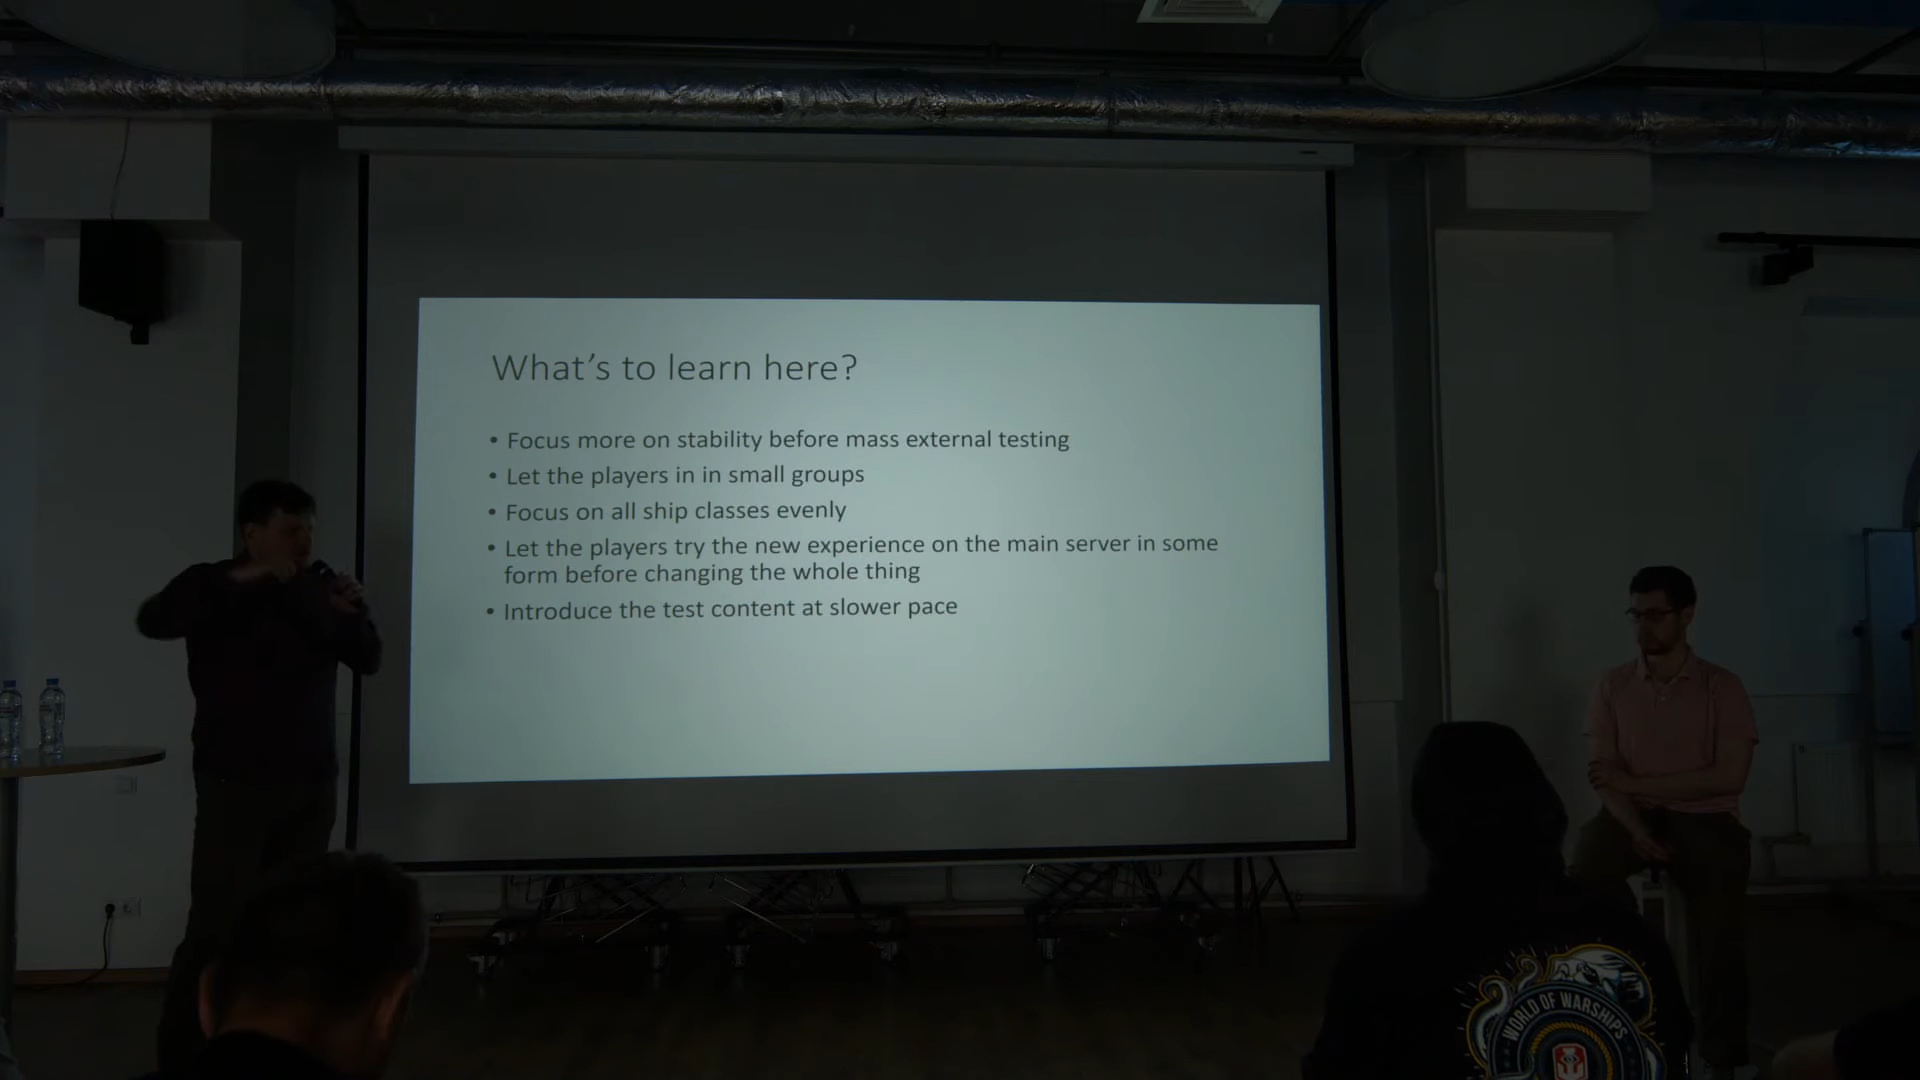 What's to learn here?
• Focus more on stability before mass external testing
• Let the players in in small groups
• Focus on all ship classes evenly
• Let the players try the new experience on the main server in some
form before changing the whole thing
• Introduce the test content at slower pace
WORLD OF WARSHIPS